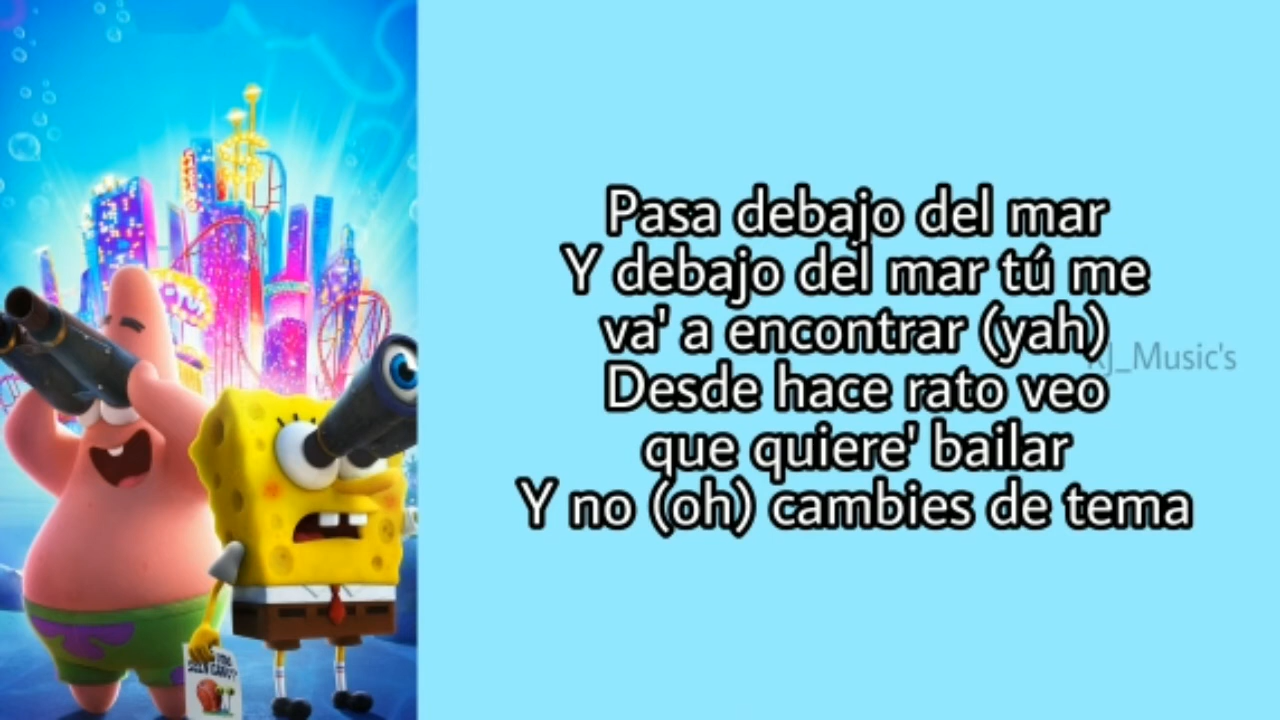 Pasa debajo del mar
Y debajo del mar tú me
va' a encontrar (yah)
kj_Music's
Desde hace rato veo
que quiere' bailar
Y no (oh) cambies de tema